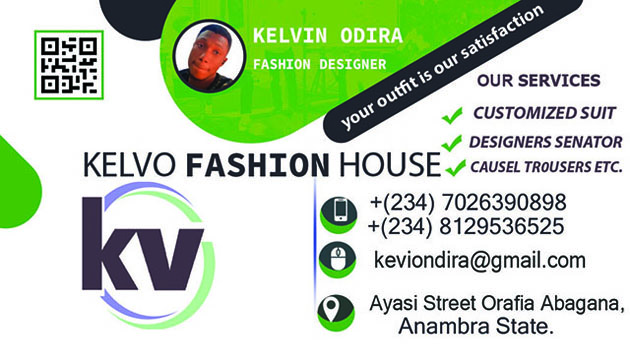 KELVIN ODIRA
FASHION DESIGNER
your outfit is our satisfaction
OUR SERVICES
CUSTOMIZED SUIT
DESIGNERS SENATOR
CAUSEL TROUSERS ETC.
KELVO FASHION HOUSE
kv
+(234) 7026390898
+(234) 8129536525
keviondira@gmail.com
Ayasi Street Orafia Abagana,
Anambra State.